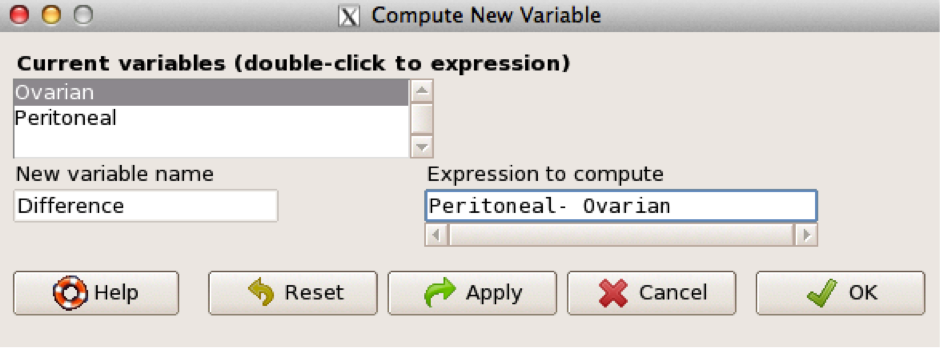 Compute New Variable
Current variables (double-click to expression)
Ovarian
Peritoneal
New variable name
Expression to compute
Difference
Peritoneal- Ovarian
Help
Reset
Apply
Cancel
OK